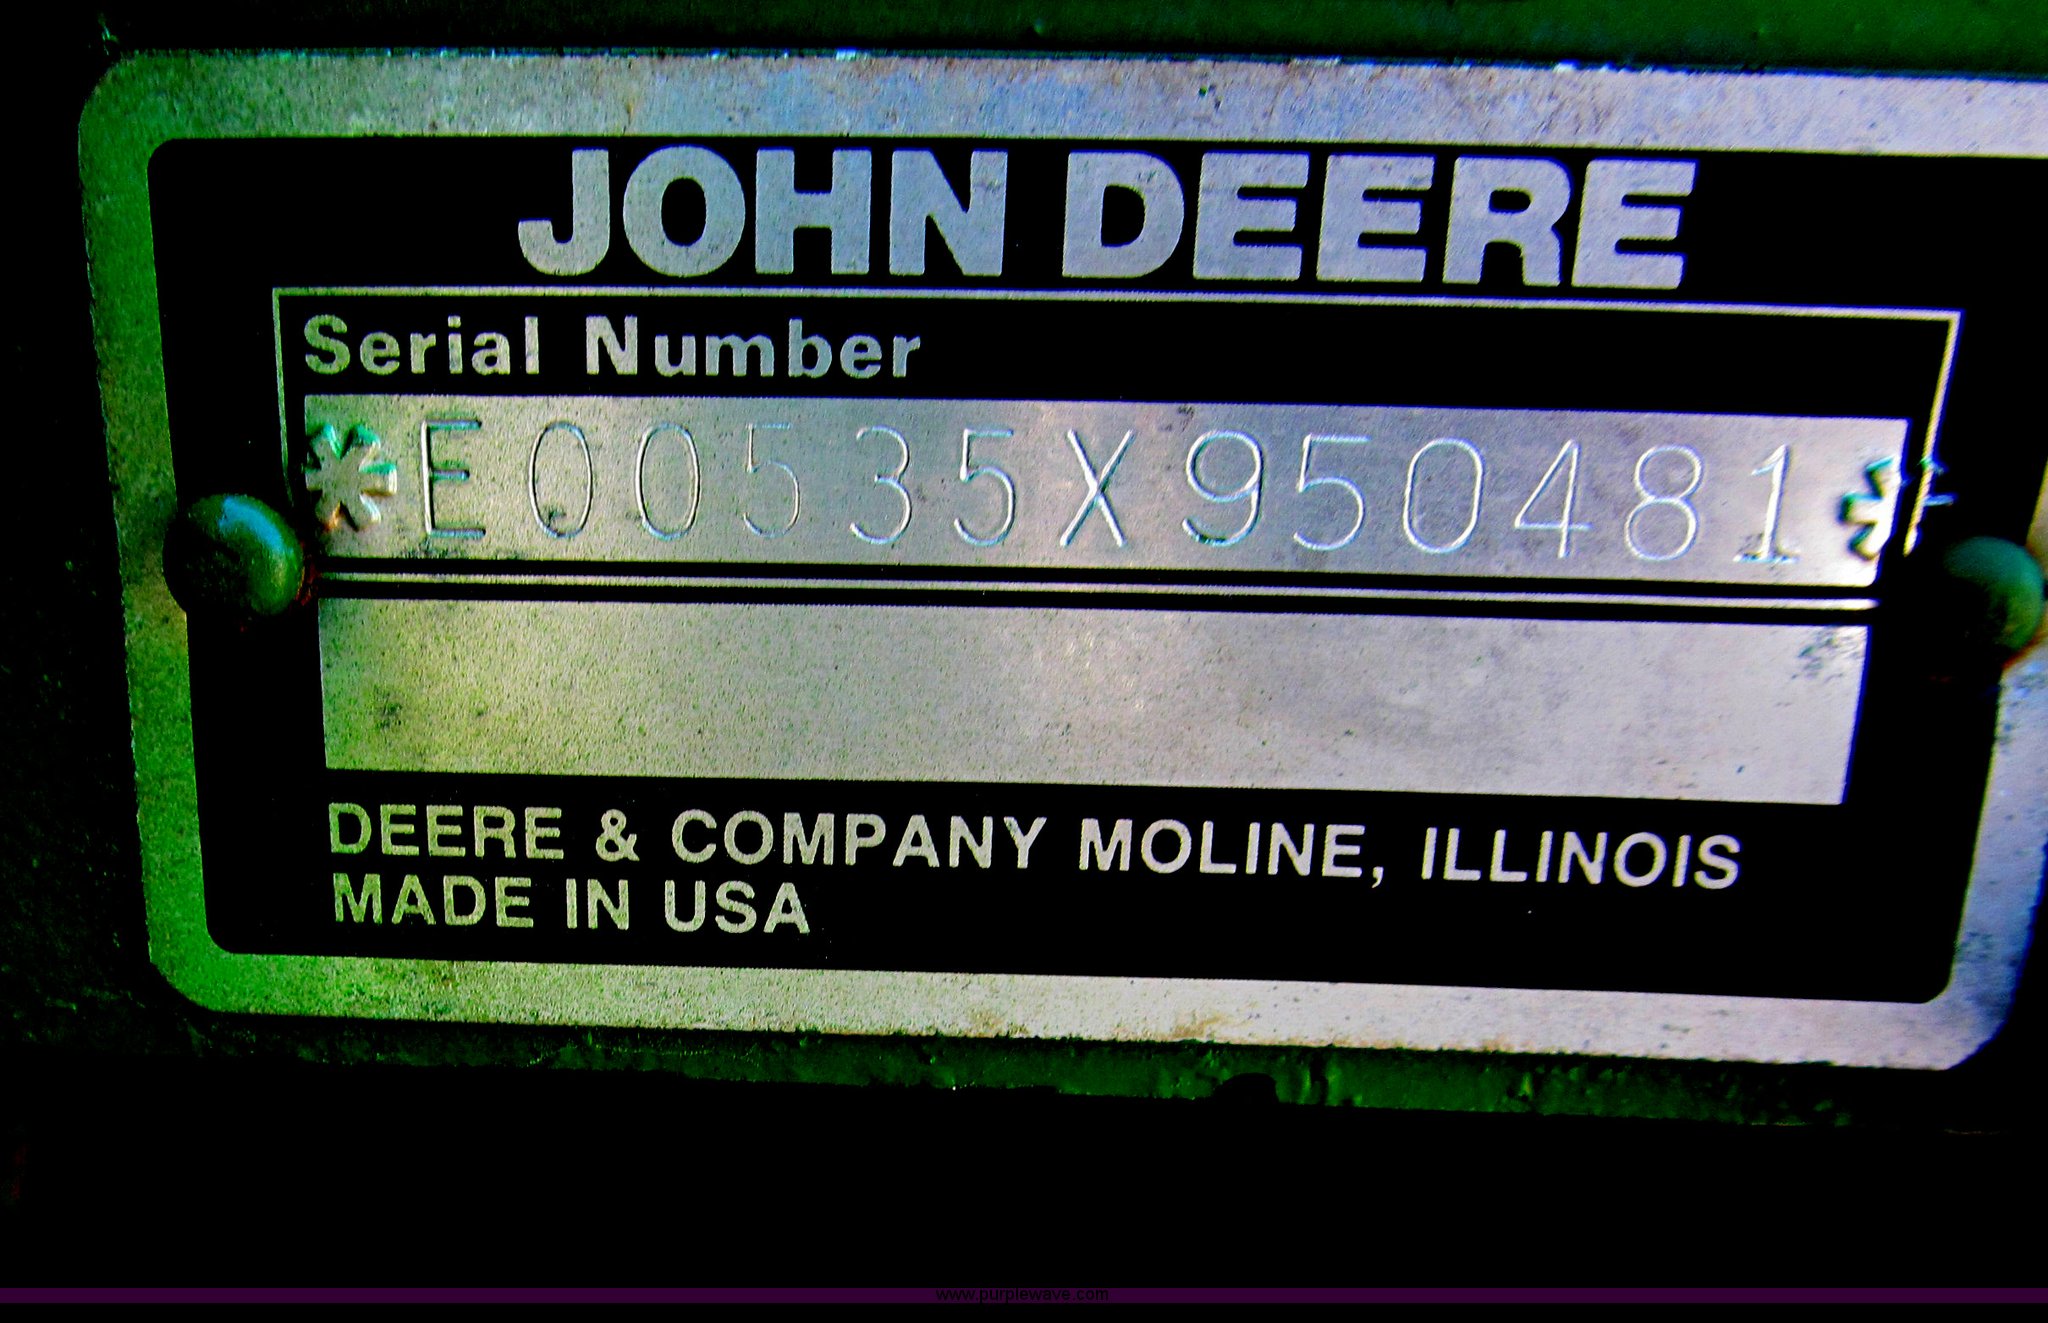 JOHN DEERE
Serial Number
*E00535X950481*
DEERE & COMPANY MOLINE, ILLINOIS
MADE IN USA
www.purplewave.com